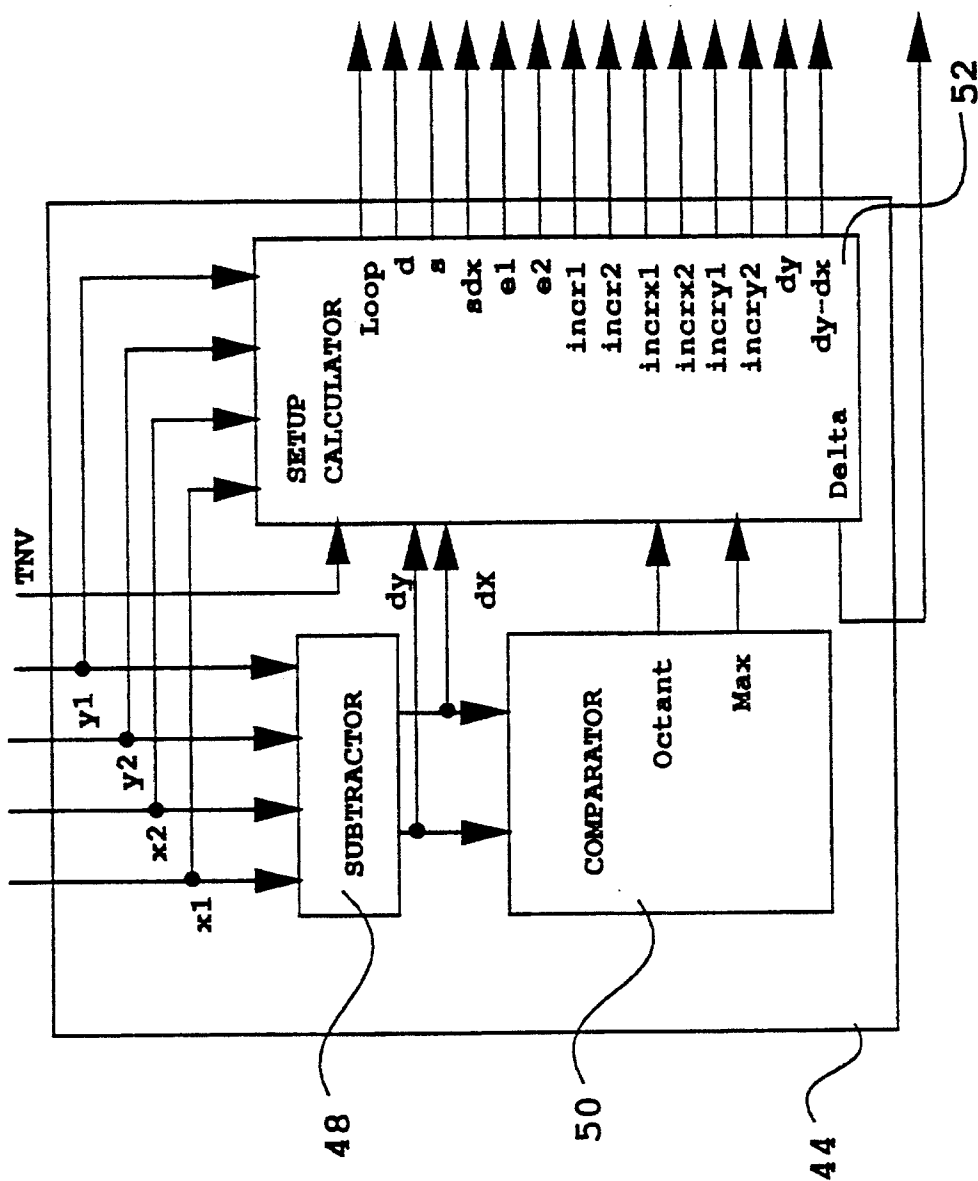 TNV
y1
y2
x2
x1
SUBTRACTOR
48
dy
dX
COMPARATOR
Octant
Max
50
SETUP
CALCULATOR
Loop
d
s
sdx
e1
e2
incr1
incr2
incrx1
incrx2
incry1
incry2
dy
dy-dx
Delta
52
44